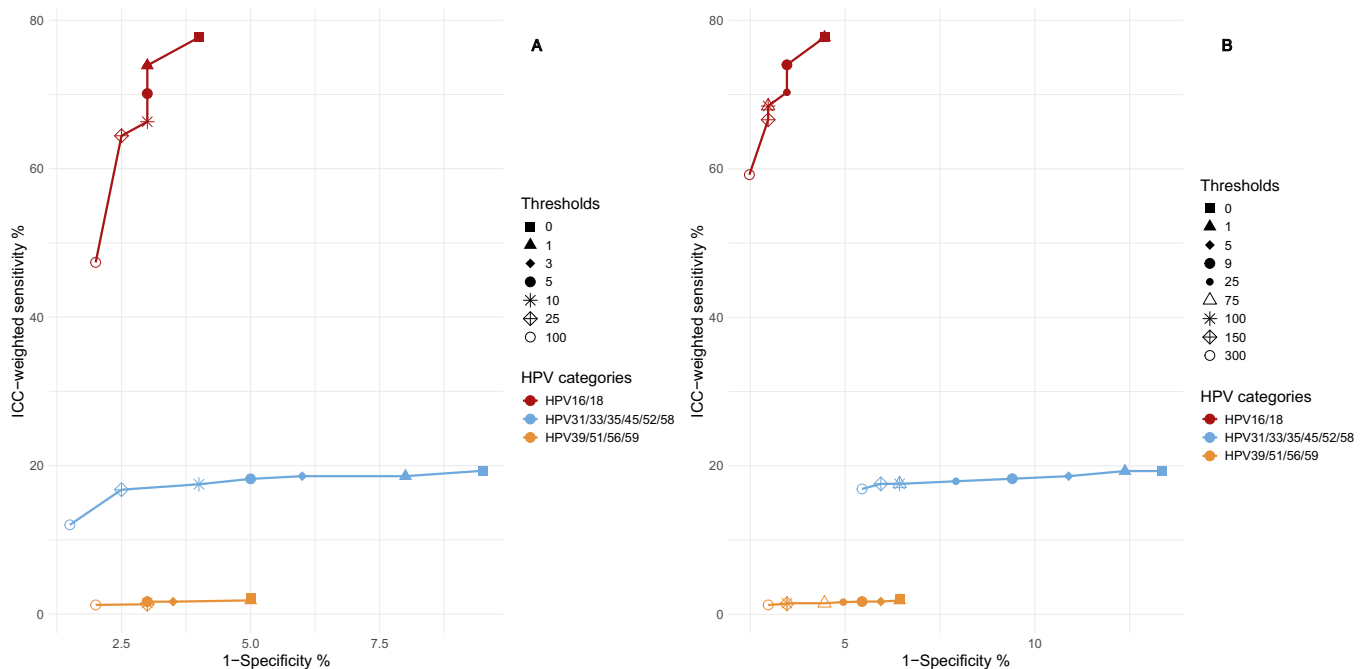 A
80
60
40
20
0
ICC−weighted sensitivity %
2.5
5.0
7.5
1−Specificity %
Thresholds
0
1
3
5
10
25
100
HPV categories
HPV16/18
HPV31/33/35/45/52/58
HPV39/51/56/59
B
80
60
40
20
0
ICC−weighted sensitivity %
5
10
1−Specificity %
Thresholds
0
1
5
9
25
75
100
150
300
HPV categories
HPV16/18
HPV31/33/35/45/52/58
HPV39/51/56/59